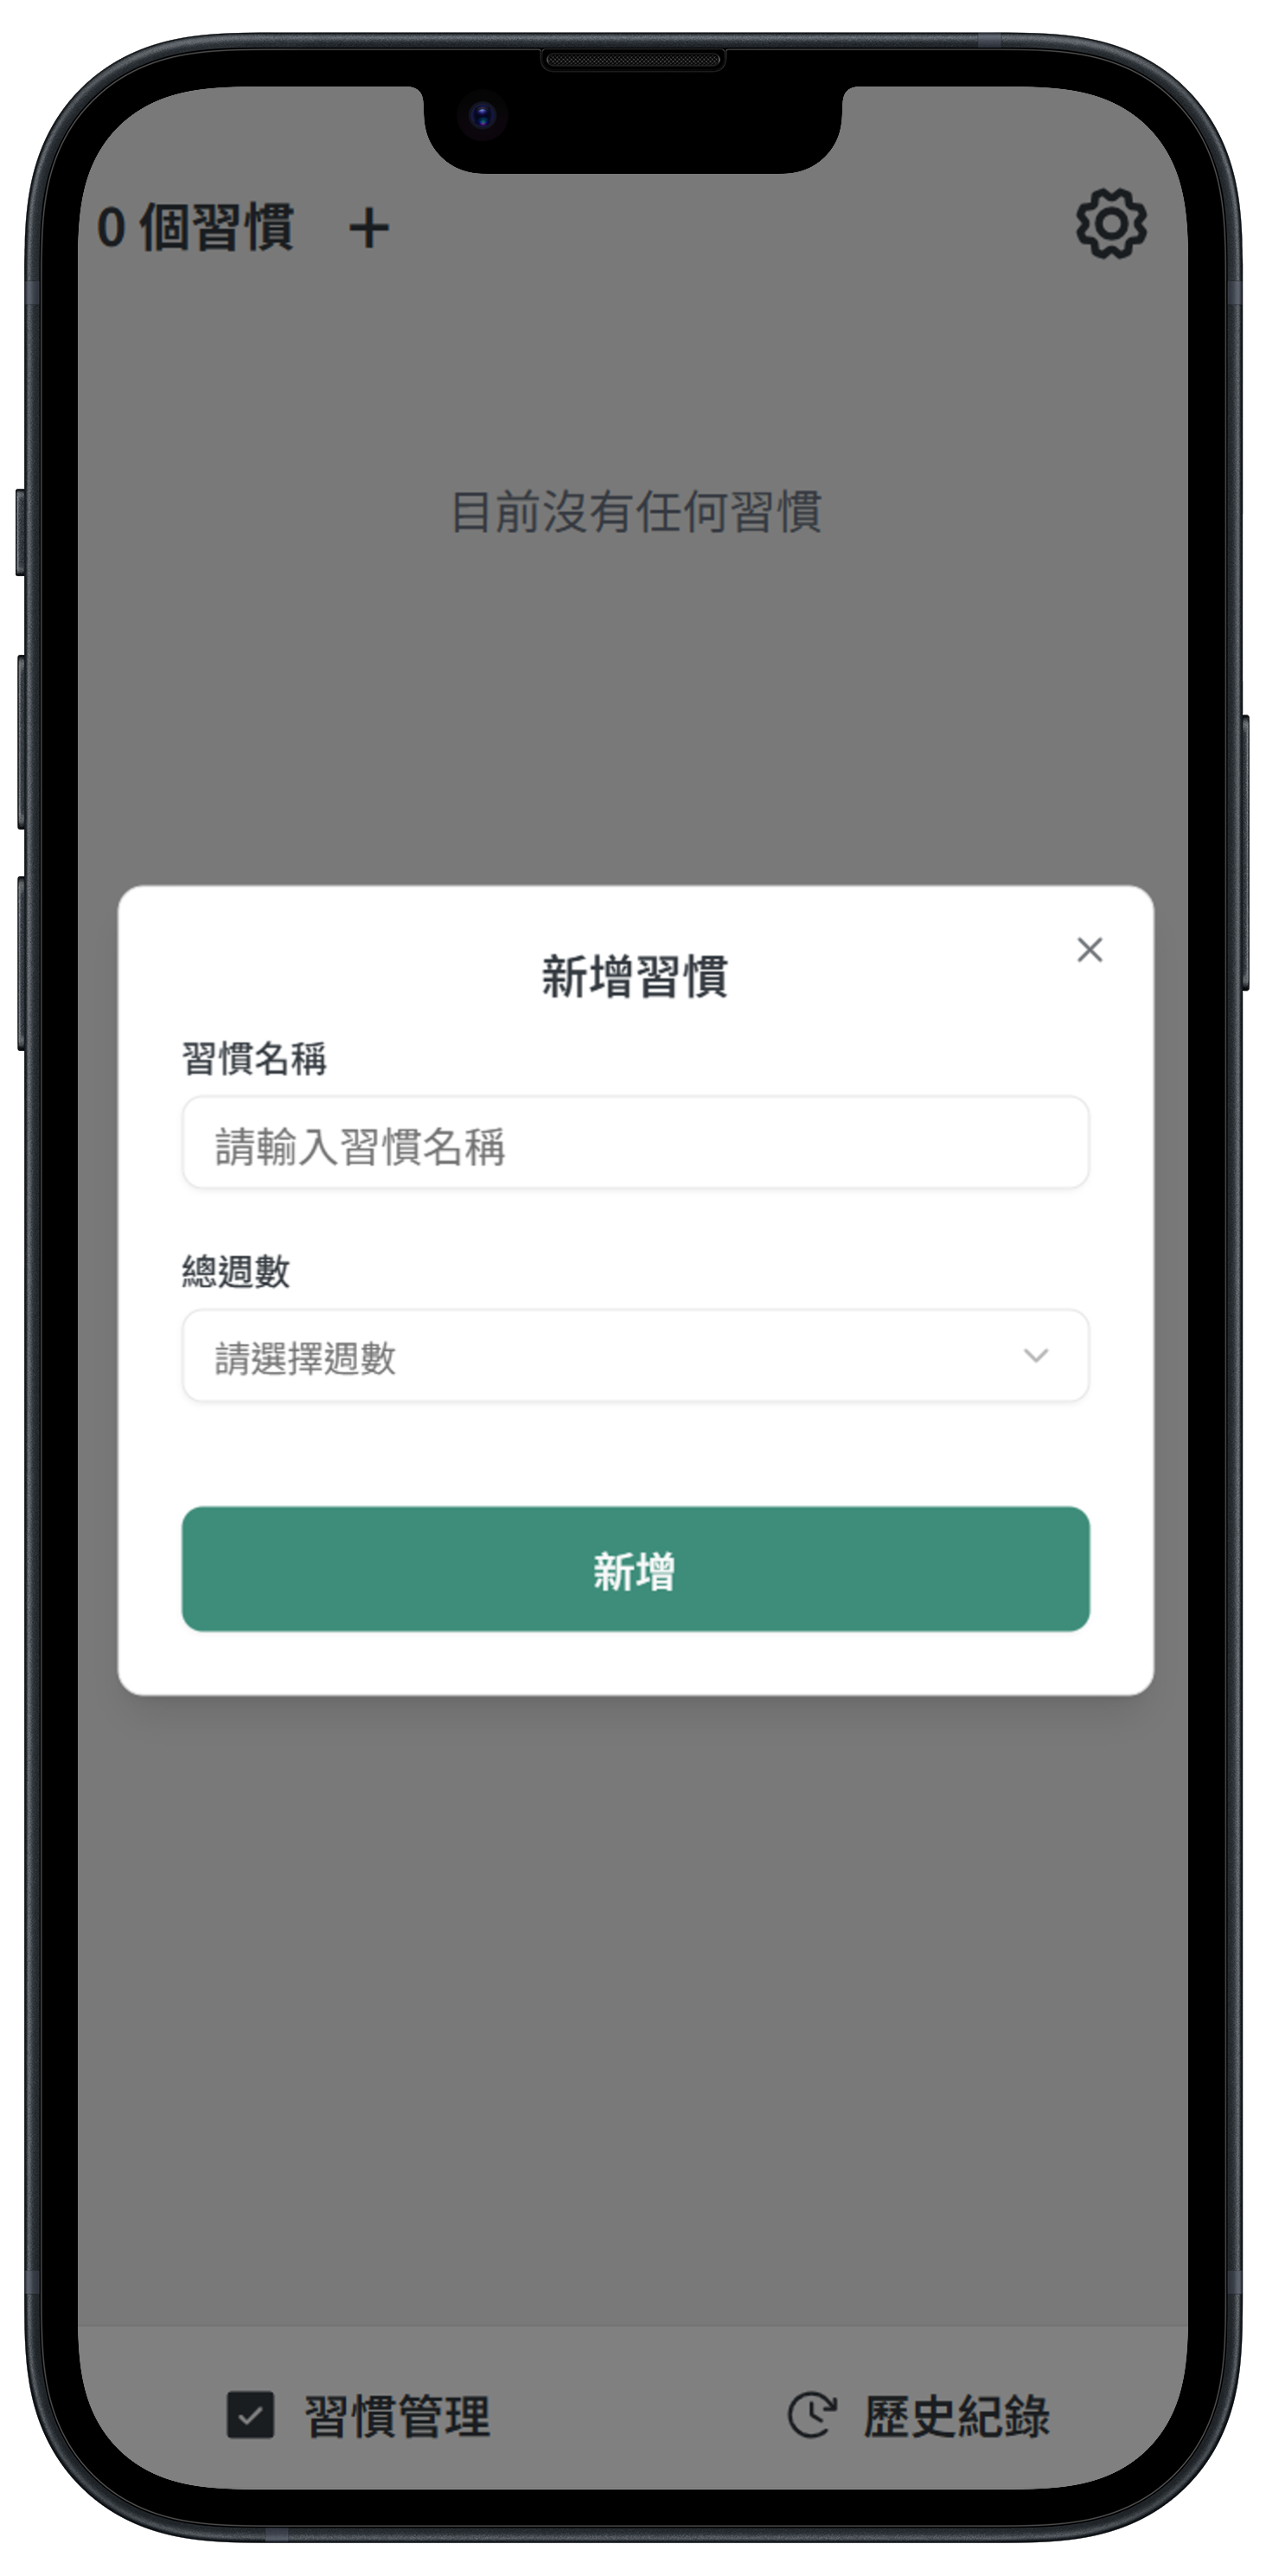 0 個習慣 +
目前沒有任何習慣
新增習慣
習慣名稱
請輸入習慣名稱
總週數
請選擇週數
新增
習慣管理
歷史紀錄